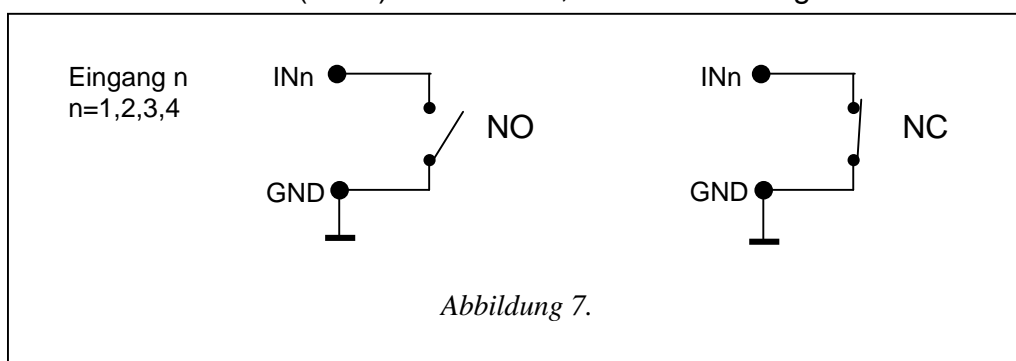 Eingang n
n=1,2,3,4
INn
NO
GND
INn
NC
GND
Abbildung 7.